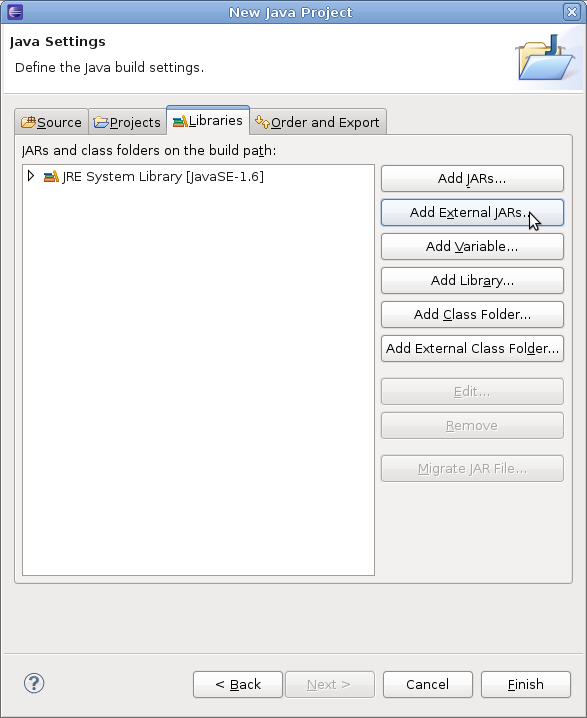 New Java Project
Java Settings
Define the Java build settings.
Source Projects Libraries Order and Export
JARs and class folders on the build path:
JRE System Library [JavaSE-1.6]
Add JARs...
Add External JARs...
Add Variable...
Add Library...
Add Class Folder...
Add External Class Folder...
Edit...
Remove
Migrate JAR File...
?
< Back
Next >
Cancel
Finish